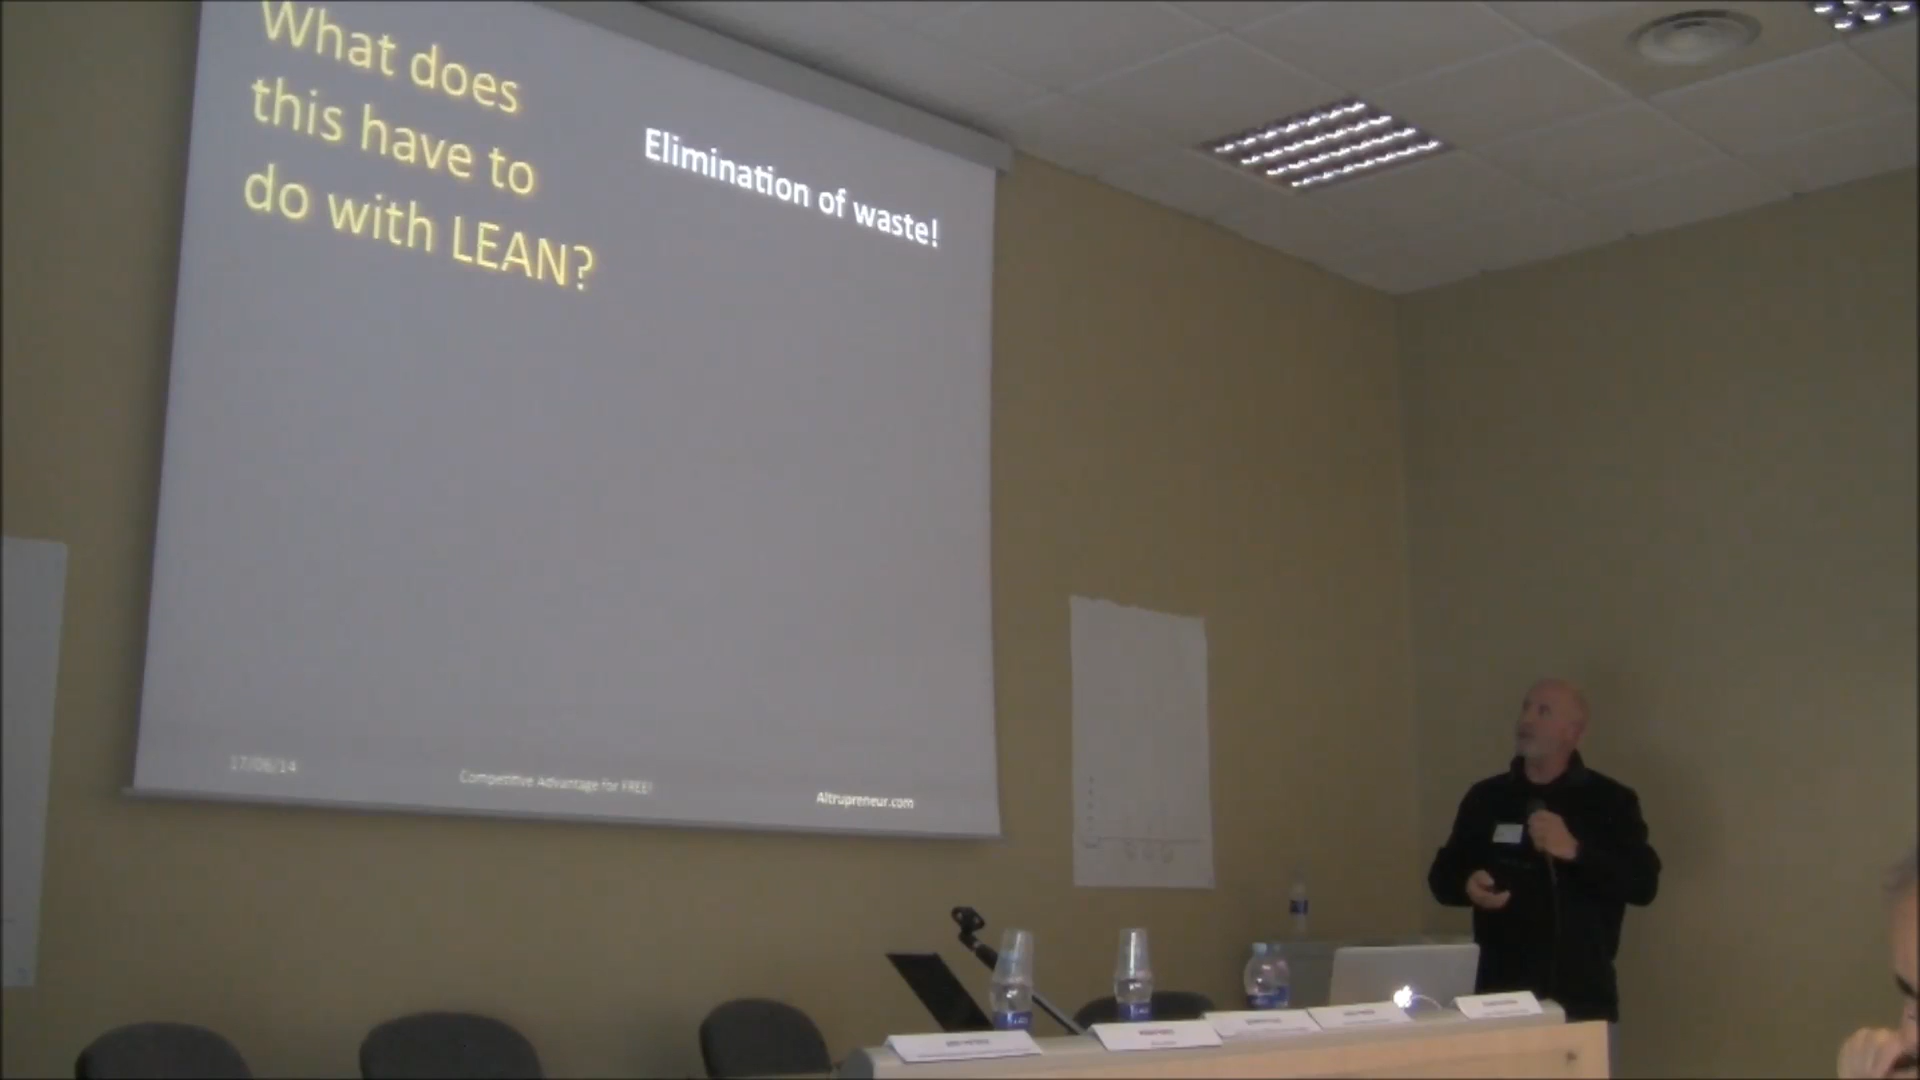 What does
this have to
do with LEAN?
Elimination of waste!
17/06/14
Competitive Advantage for FREE!
Altrupreneur.com